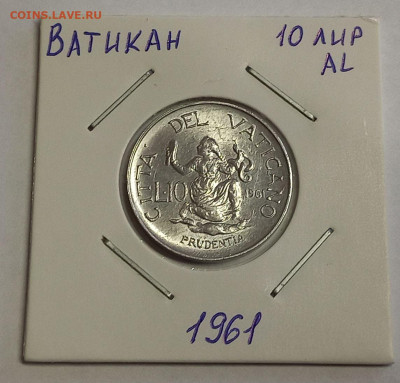 COINS.LAVE.RU
ВАТИКАН
10 ЛИР
AL
CITTA' DEL VATICANO
L.10
1961
PRUDENTIA
1961